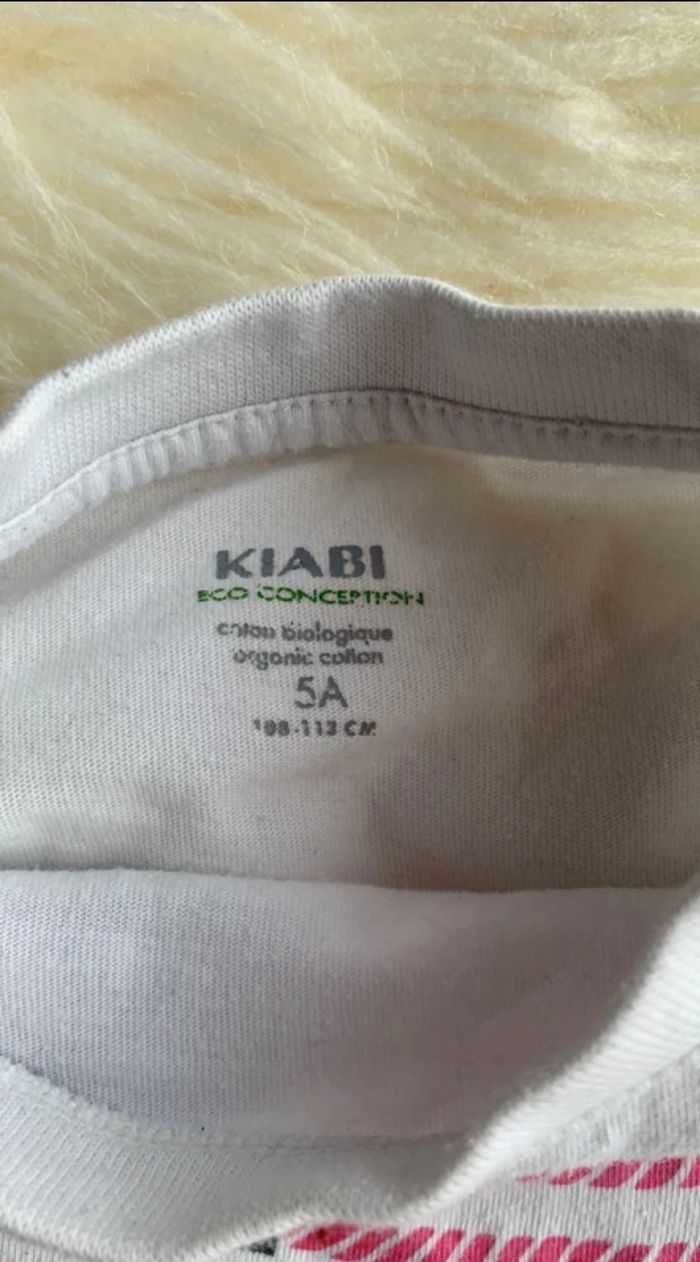 KIABI
ECO CONCEPTION
coton biologique
organic cotton
5A
108-113 CM